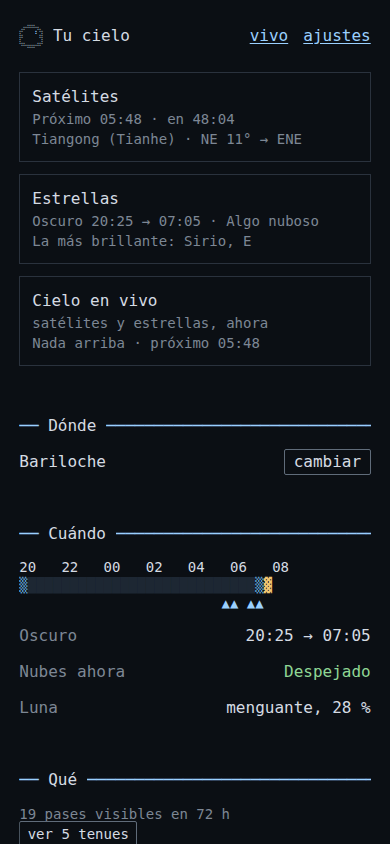 Tu cielo vivo ajustes
Satélites
Próximo 05:48 · en 48:04
Tiangong (Tianhe) · NE 11° → ENE
Estrellas
Oscuro 20:25 → 07:05 · Algo nuboso
La más brillante: Sirio, E
Cielo en vivo
satélites y estrellas, ahora
Nada arriba · próximo 05:48
Dónde
Bariloche cambiar
Cuándo
20 22 00 02 04 06 08
Oscuro 20:25 → 07:05
Nubes ahora Despejado
Luna menguante, 28 %
Qué
19 pases visibles en 72 h
ver 5 tenues